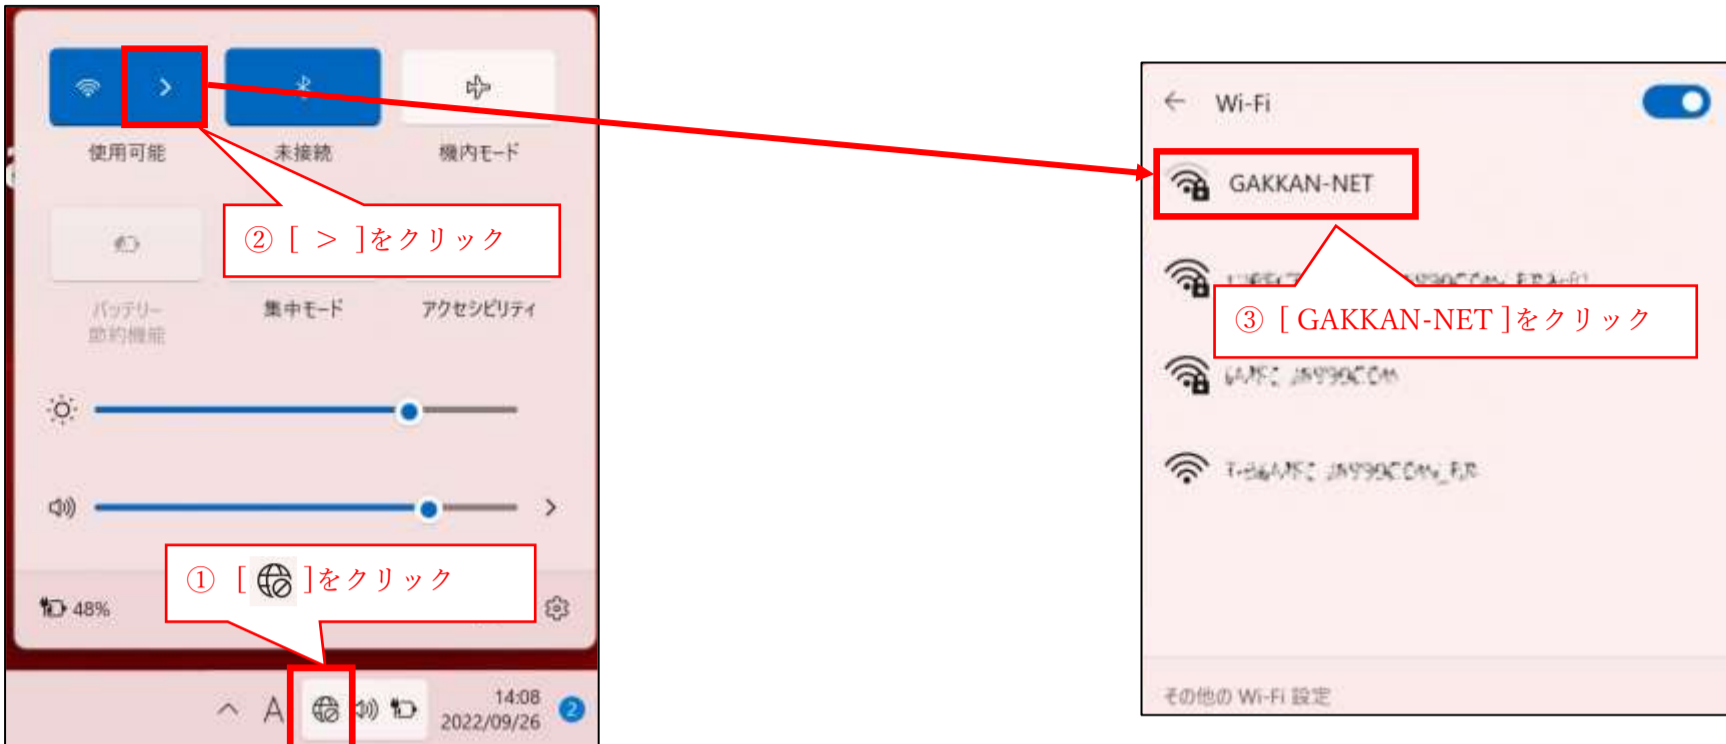 使用可能
未接続
機内モード
② [ > ]をクリック
バッテリー
節約機能
集中モード
アクセシビリティ
① [ ]をクリック
48%
A
14:08
2022/09/26
2
Wi-Fi
GAKKAN-NET
③ [ GAKKAN-NET ]をクリック
その他の Wi-Fi 設定